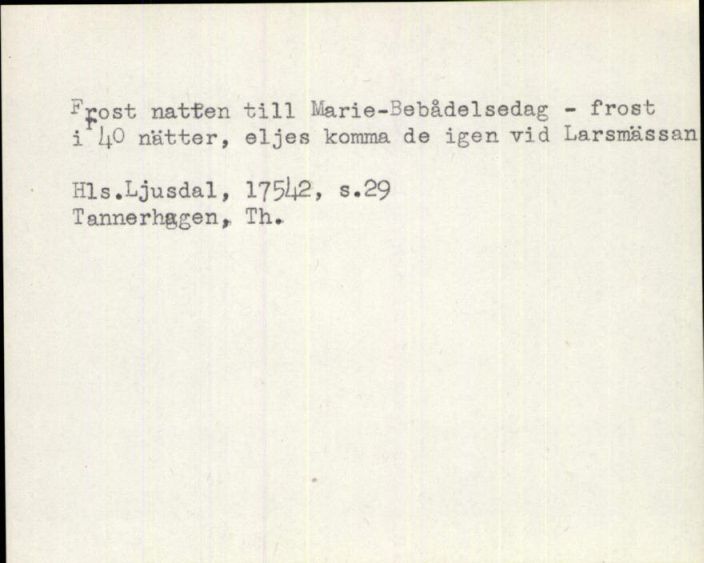 Frost natten till Marie-Bebådelsedag - frost
i 40 nätter, eljes komma de igen vid Larsmässan
Hls.Ljusdal, 17542, s.29
Tannerhagen, Th.